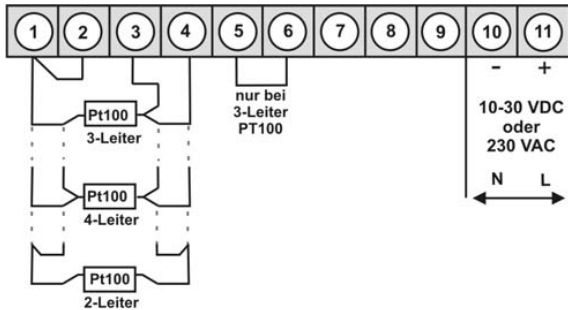 1 2 3 4 5 6 7 8 9 10 11
- +
Pt100
3-Leiter
nur bei
3-Leiter
PT100
10-30 VDC
oder
230 VAC
N L
Pt100
4-Leiter
Pt100
2-Leiter